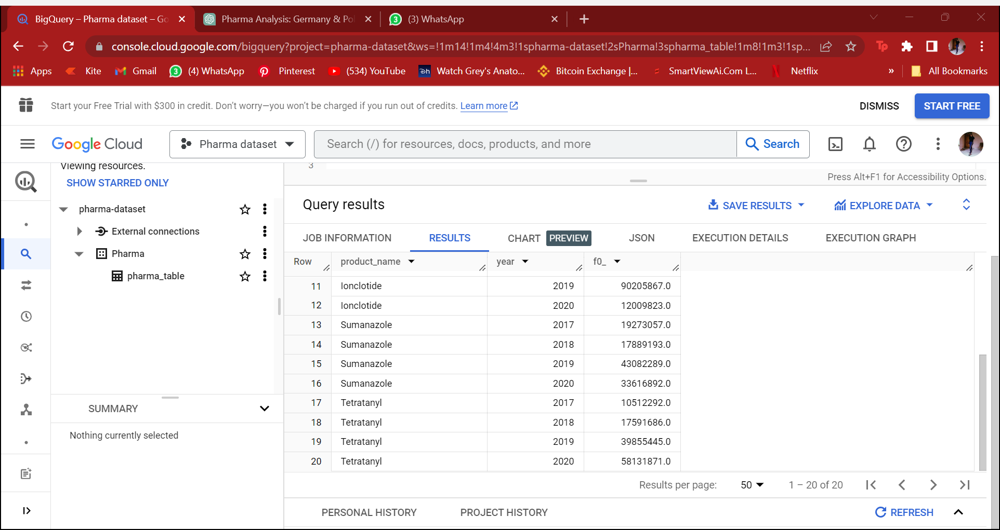 BigQuery – Pharma dataset – Go
Pharma Analysis: Germany & Pol
3 (3) WhatsApp
console.cloud.google.com/bigquery?project=pharma-dataset&ws=!1m14!1m4!4m3!1spharma-dataset!2sPharma!3spharma_table!1m8!1m3!1sp...
Tp
Apps
Kite
Gmail
3 (4) WhatsApp
Pinterest
(534) YouTube
Watch Grey's Anato...
Bitcoin Exchange |...
SmartViewAi.Com L...
Netflix
»
All Bookmarks
Start your Free Trial with $300 in credit. Don't worry—you won't be charged if you run out of credits. Learn more
DISMISS
START FREE
Google Cloud
Pharma dataset
Search (/) for resources, docs, products, and more
Search
Viewing resources.
SHOW STARRED ONLY
pharma-dataset
External connections
Pharma
pharma_table
SUMMARY
Nothing currently selected
3
Press Alt+F1 for Accessibility Options.
Query results
SAVE RESULTS
EXPLORE DATA
JOB INFORMATION RESULTS CHART PREVIEW JSON EXECUTION DETAILS EXECUTION GRAPH
Row product_name year f0_
11 Ionclotide 2019 90205867.0
12 Ionclotide 2020 12009823.0
13 Sumanazole 2017 19273057.0
14 Sumanazole 2018 17889193.0
15 Sumanazole 2019 43082289.0
16 Sumanazole 2020 33616892.0
17 Tetratanyl 2017 10512292.0
18 Tetratanyl 2018 17591686.0
19 Tetratanyl 2019 39855445.0
20 Tetratanyl 2020 58131871.0
Results per page: 50 1 – 20 of 20
PERSONAL HISTORY PROJECT HISTORY REFRESH